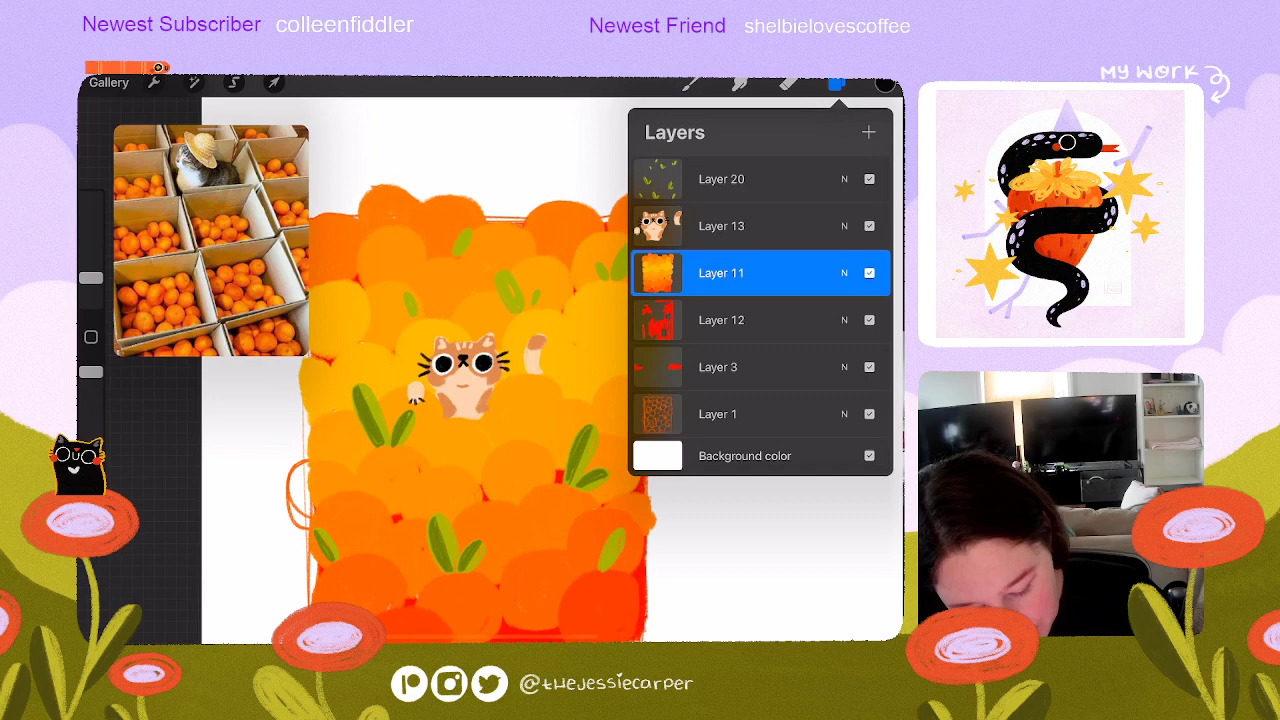 Newest Subscriber colleenfiddler
Newest Friend shelbielovescoffee
MY WORK
Gallery
Layers
Layer 20 N
Layer 13 N
Layer 11 N
Layer 12 N
Layer 3 N
Layer 1 N
Background color
@THEJESSIECARPER